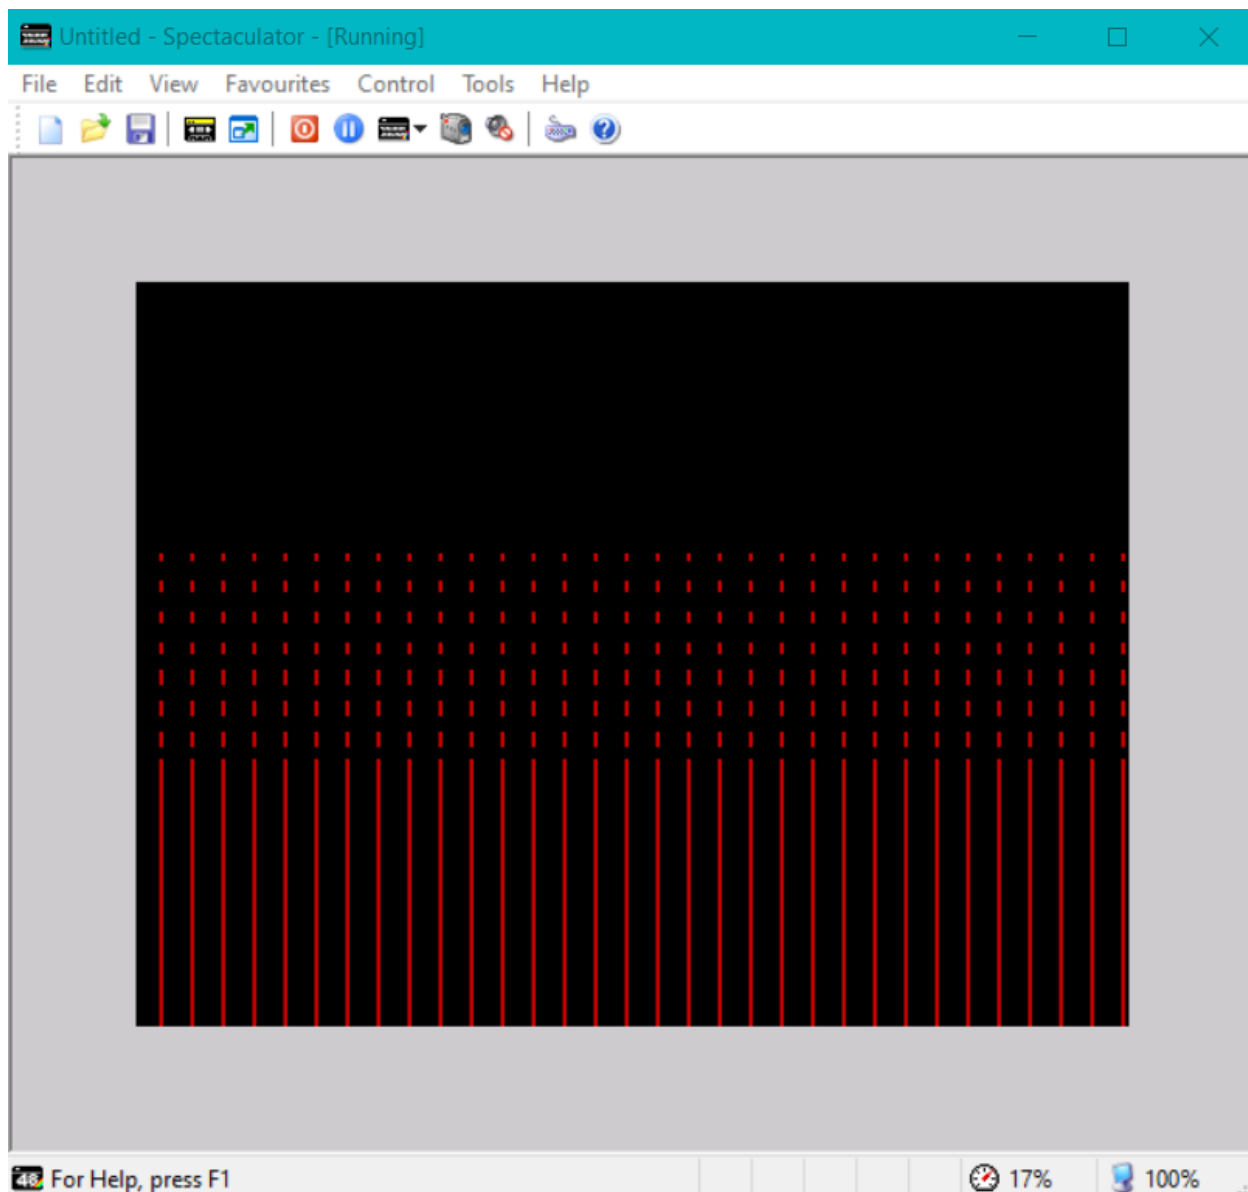 Untitled - Spectaculator - [Running]
File Edit View Favourites Control Tools Help
For Help, press F1 17% 100%